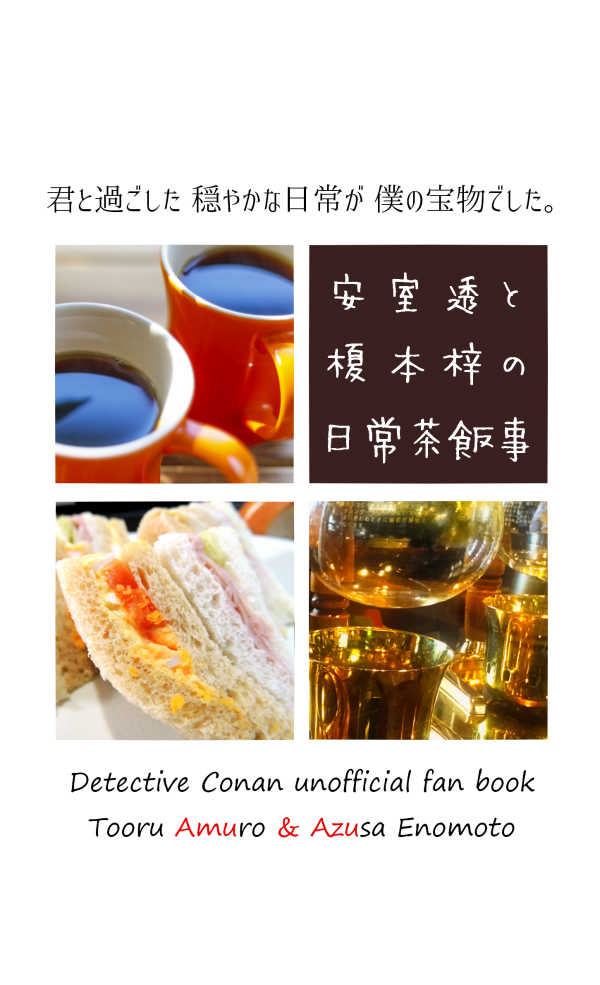 君と過ごした 穏やかな日常が 僕の宝物でした。
安室透と
榎本梓の
日常茶飯事
Detective Conan unofficial fan book
Tooru Amuro & Azusa Enomoto